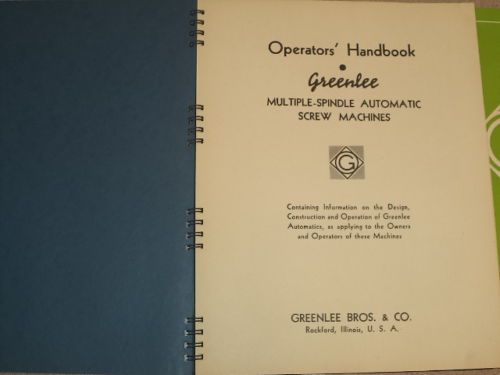 Operators' Handbook
Greenlee
MULTIPLE-SPINDLE AUTOMATIC
SCREW MACHINES
G
Containing Information on the Design,
Construction and Operation of Greenlee
Automatics, as applying to the Owners
and Operators of these Machines
GREENLEE BROS. & CO.
Rockford, Illinois, U. S. A.